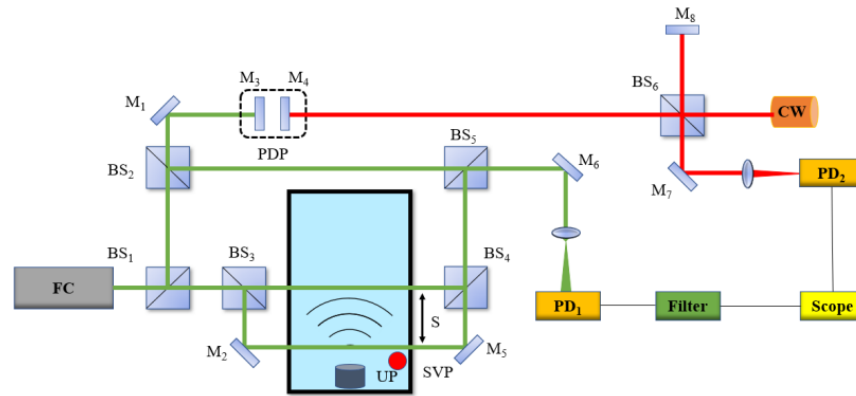 M₈
M₃ M₄
M₁
BS₆
CW
PDP
BS₅
BS₂
M₆
M₇
PD₂
BS₁
BS₃
BS₄
FC
S
PD₁
Filter
Scope
M₂
M₅
UP
SVP